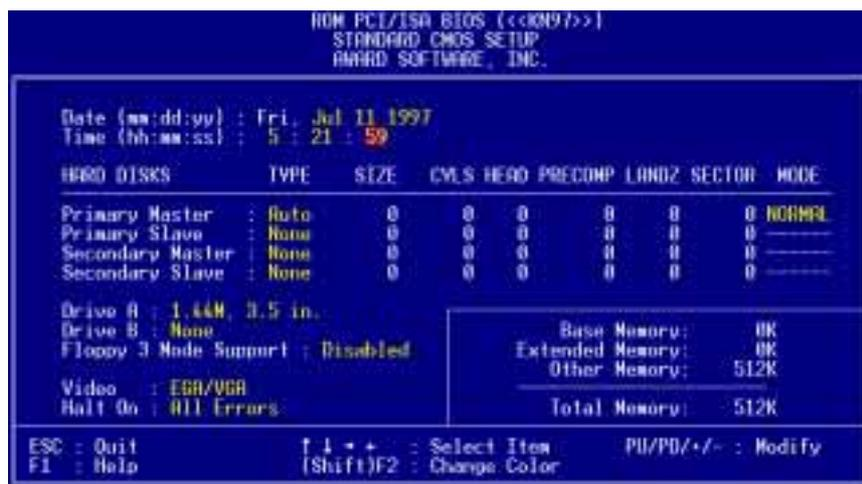 ROM PCI/ISA BIOS (<<KN97>>)
STANDARD CMOS SETUP
AWARD SOFTWARE, INC.
Date (mm:dd:yy) : Fri, Jul 11 1997
Time (hh:mm:ss) : 5 : 21 : 59
HARD DISKS TYPE SIZE CYLS HEAD PRECOMP LANDZ SECTOR MODE
Primary Master : Auto 0 0 0 0 0 0 NORMAL
Primary Slave : None 0 0 0 0 0 0 ------
Secondary Master : None 0 0 0 0 0 0 ------
Secondary Slave : None 0 0 0 0 0 0 ------
Drive A : 1.44M, 3.5 in.
Drive B : None
Floppy 3 Mode Support : Disabled
Video : EGA/VGA
Halt On : All Errors
Base Memory: 0K
Extended Memory: 0K
Other Memory: 512K
Total Memory: 512K
ESC : Quit ↑ ↓ → ← : Select Item PU/PD/+/- : Modify
F1 : Help (Shift)F2 : Change Color